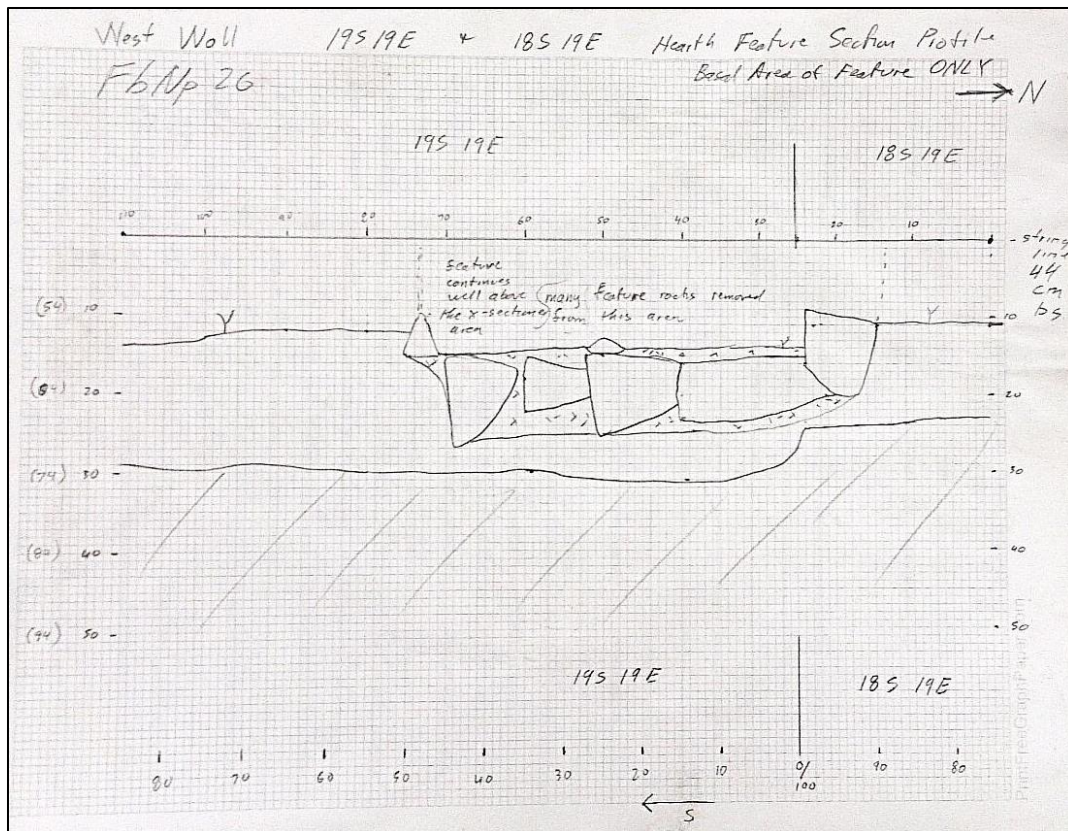 West Wall 19S 19E + 18S 19E Hearth Feature Section Profile
FbNp 26 Basal Area of Feature ONLY
N
19S 19E 18S 19E
110 100 90 80 70 60 50 40 30 20 10
string
line
44
cm
bs
Feature
continues
well above
the x-section
area
many feature rocks removed
from this area
(54) 10 10
(64) 20 20
(74) 30 30
40 40
(94) 50 50
19S 19E 18S 19E
80 70 60 50 40 30 20 10 0/100 90 80
S
PrintFreeGraphPaper.com